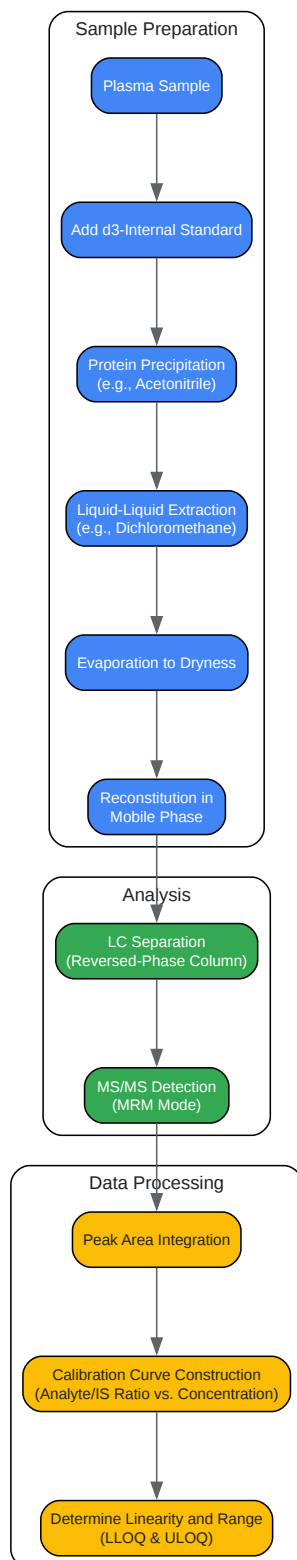 Sample Preparation
Plasma Sample
Add d3-Internal Standard
Protein Precipitation
(e.g., Acetonitrile)
Liquid-Liquid Extraction
(e.g., Dichloromethane)
Evaporation to Dryness
Reconstitution in
Mobile Phase
Analysis
LC Separation
(Reversed-Phase Column)
MS/MS Detection
(MRM Mode)
Data Processing
Peak Area Integration
Calibration Curve Construction
(Analyte/IS Ratio vs. Concentration)
Determine Linearity and Range
(LLOQ & ULOQ)